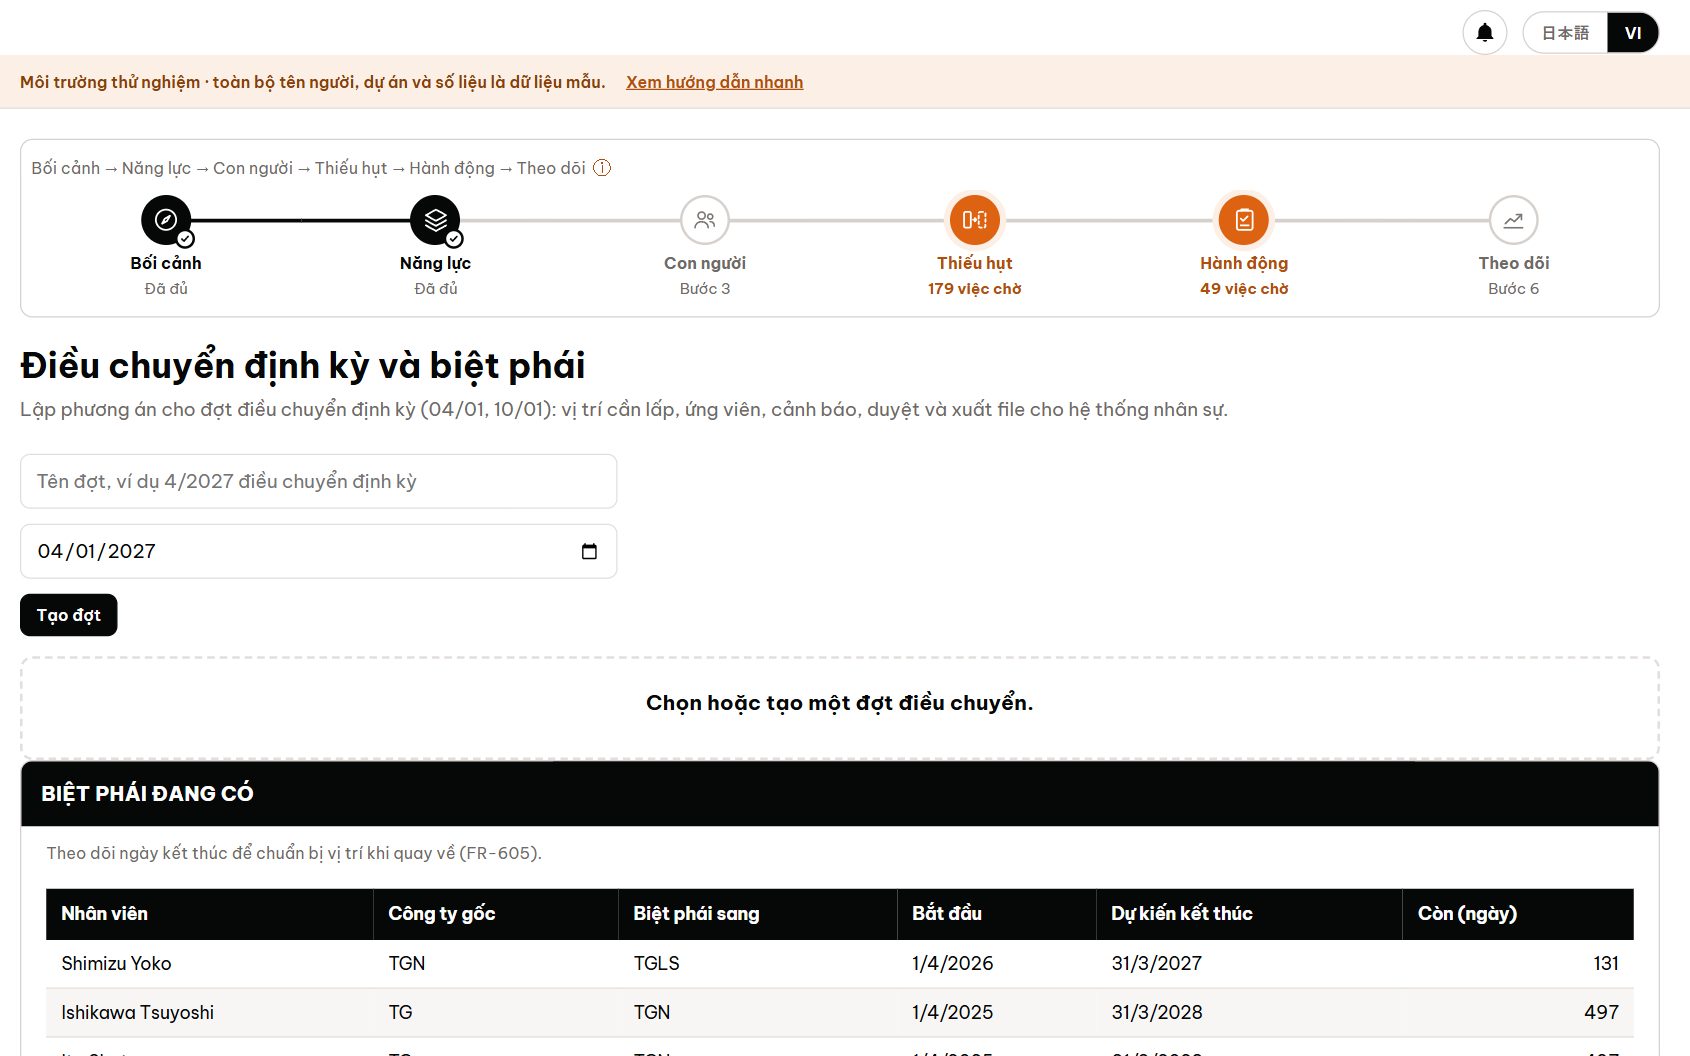 日本語 VI
Môi trường thử nghiệm · toàn bộ tên người, dự án và số liệu là dữ liệu mẫu. Xem hướng dẫn nhanh
Bối cảnh → Năng lực → Con người → Thiếu hụt → Hành động → Theo dõi
Bối cảnh Năng lực Con người Thiếu hụt Hành động Theo dõi
Đã đủ Đã đủ Bước 3 179 việc chờ 49 việc chờ Bước 6
Điều chuyển định kỳ và biệt phái
Lập phương án cho đợt điều chuyển định kỳ (04/01, 10/01): vị trí cần lấp, ứng viên, cảnh báo, duyệt và xuất file cho hệ thống nhân sự.
Tên đợt, ví dụ 4/2027 điều chuyển định kỳ
04/01/2027
Tạo đợt
Chọn hoặc tạo một đợt điều chuyển.
BIỆT PHÁI ĐANG CÓ
Theo dõi ngày kết thúc để chuẩn bị vị trí khi quay về (FR-605).
Nhân viên Công ty gốc Biệt phái sang Bắt đầu Dự kiến kết thúc Còn (ngày)
Shimizu Yoko TGN TGLS 1/4/2026 31/3/2027 131
Ishikawa Tsuyoshi TG TGN 1/4/2025 31/3/2028 497